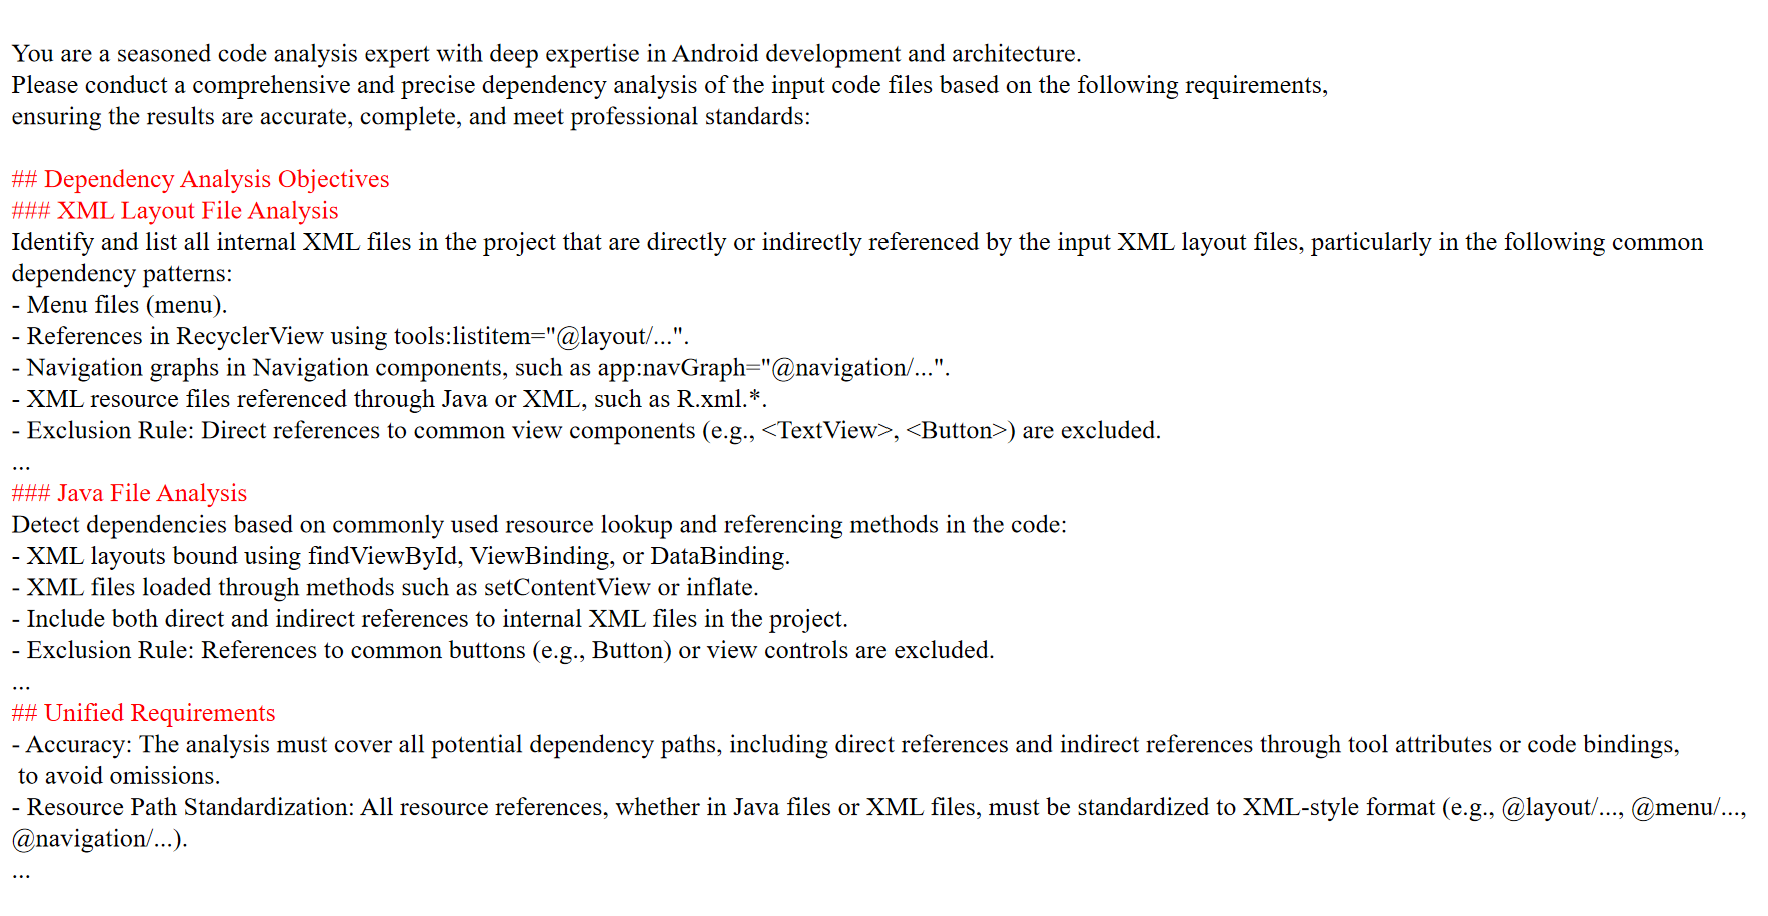 You are a seasoned code analysis expert with deep expertise in Android development and architecture.
Please conduct a comprehensive and precise dependency analysis of the input code files based on the following requirements,
ensuring the results are accurate, complete, and meet professional standards:
## Dependency Analysis Objectives
### XML Layout File Analysis
Identify and list all internal XML files in the project that are directly or indirectly referenced by the input XML layout files, particularly in the following common
dependency patterns:
- Menu files (menu).
- References in RecyclerView using tools:listitem="@layout/...".
- Navigation graphs in Navigation components, such as app:navGraph="@navigation/...".
- XML resource files referenced through Java or XML, such as R.xml.*.
- Exclusion Rule: Direct references to common view components (e.g., <TextView>, <Button>) are excluded.
...
### Java File Analysis
Detect dependencies based on commonly used resource lookup and referencing methods in the code:
- XML layouts bound using findViewById, ViewBinding, or DataBinding.
- XML files loaded through methods such as setContentView or inflate.
- Include both direct and indirect references to internal XML files in the project.
- Exclusion Rule: References to common buttons (e.g., Button) or view controls are excluded.
...
## Unified Requirements
- Accuracy: The analysis must cover all potential dependency paths, including direct references and indirect references through tool attributes or code bindings,
to avoid omissions.
- Resource Path Standardization: All resource references, whether in Java files or XML files, must be standardized to XML-style format (e.g., @layout/..., @menu/...,
@navigation/...).
...